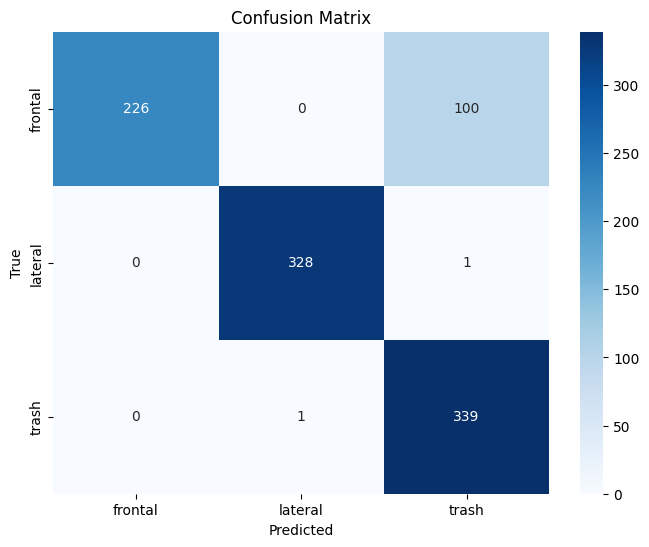 Confusion Matrix
frontal
226
0
100
lateral
0
328
1
trash
0
1
339
True
frontal
lateral
trash
Predicted
300
250
200
150
100
50
0